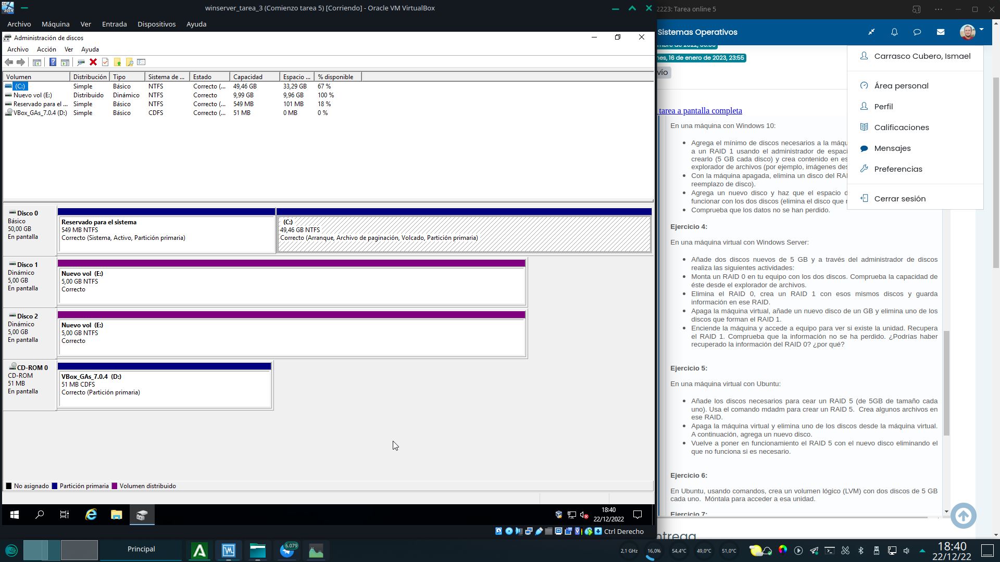 winserver_tarea_3 (Comienzo tarea 5) [Corriendo] - Oracle VM VirtualBox
Archivo Máquina Ver Entrada Dispositivos Ayuda
Administración de discos
Archivo Acción Ver Ayuda
Volumen Distribución Tipo Sistema de ... Estado Capacidad Espacio ... % disponible
(C:) Simple Básico NTFS Correcto (... 49,46 GB 33,29 GB 67 %
Nuevo vol (E:) Distribuido Dinámico NTFS Correcto 9,99 GB 9,96 GB 100 %
Reservado para el ... Simple Básico NTFS Correcto (... 549 MB 101 MB 18 %
VBox_GAs_7.0.4 (D:) Simple Básico CDFS Correcto (... 51 MB 0 MB 0 %
Disco 0
Básico
50,00 GB
En pantalla
Reservado para el sistema
549 MB NTFS
Correcto (Sistema, Activo, Partición primaria)
(C:)
49,46 GB NTFS
Correcto (Arranque, Archivo de paginación, Volcado, Partición primaria)
Disco 1
Dinámico
5,00 GB
En pantalla
Nuevo vol (E:)
5,00 GB NTFS
Correcto
Disco 2
Dinámico
5,00 GB
En pantalla
Nuevo vol (E:)
5,00 GB NTFS
Correcto
CD-ROM 0
CD-ROM
51 MB
En pantalla
VBox_GAs_7.0.4 (D:)
51 MB CDFS
Correcto (Partición primaria)
No asignado Partición primaria Volumen distribuido
18:40
22/12/2022
Ctrl Derecho
2223: Tarea online 5
Sistemas Operativos
mbre de 2022, 00:00
nes, 16 de enero de 2023, 23:55
vío
tarea a pantalla completa
Carrasco Cubero, Ismael
Área personal
Perfil
Calificaciones
Mensajes
Preferencias
Cerrar sesión
En una máquina con Windows 10:
Agrega el mínimo de discos necesarios a la máqu
a un RAID 1 usando el administrador de espaci
crearlo (5 GB cada disco) y crea contenido en es
explorador de archivos (por ejemplo, imágenes des
Con la máquina apagada, elimina un disco del RAI
reemplazo de disco).
Agrega un nuevo disco y haz que el espacio d
funcionar con los dos discos (elimina el disco que n
Comprueba que los datos no se han perdido.
Ejercicio 4:
En una máquina virtual con Windows Server:
Añade dos discos nuevos de 5 GB y a través del administrador de discos
realiza las siguientes actividades:
Monta un RAID 0 en tu equipo con los dos discos. Comprueba la capacidad de
éste desde el explorador de archivos.
Elimina el RAID 0, crea un RAID 1 con esos mismos discos y guarda
información en ese RAID.
Apaga la máquina virtual, añade un nuevo disco de un GB y elimina uno de los
discos que forman el RAID 1.
Enciende la máquina y accede a equipo para ver si existe la unidad. Recupera
el RAID 1. Comprueba que la información no se ha perdido. ¿Podrías haber
recuperado la información del RAID 0? ¿por qué?
Ejercicio 5:
En una máquina virtual con Ubuntu:
Añade los discos necesarios para cear un RAID 5 (de 5GB de tamaño cada
uno). Usa el comando mdadm para crear un RAID 5. Crea algunos archivos en
ese RAID.
Apaga la máquina virtual y elimina uno de los discos desde la máquina virtual.
A continuación, agrega un nuevo disco.
Vuelve a poner en funcionamiento el RAID 5 con el nuevo disco eliminando el
que no funciona si es necesario.
Ejercicio 6:
En Ubuntu, usando comandos, crea un volumen lógico (LVM) con dos discos de 5 GB
cada uno. Móntala para acceder a esa unidad.
Ejercicio 7:
ntrega
Principal
6.079
2,1 GHz 16,0% 54,4°C 49,0°C 51,0°C
18:40
22/12/22